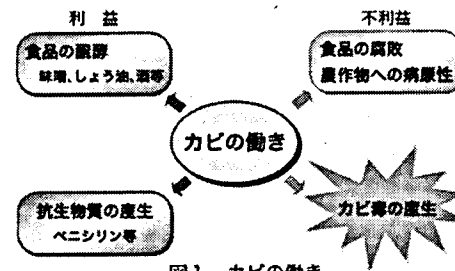 利　益
不利益
食品の醗酵
味噌、しょう油、酒等
食品の腐敗
農作物への病原性
カビの働き
抗生物質の産生
ペニシリン等
カビ毒の産生
図1　カビの働き